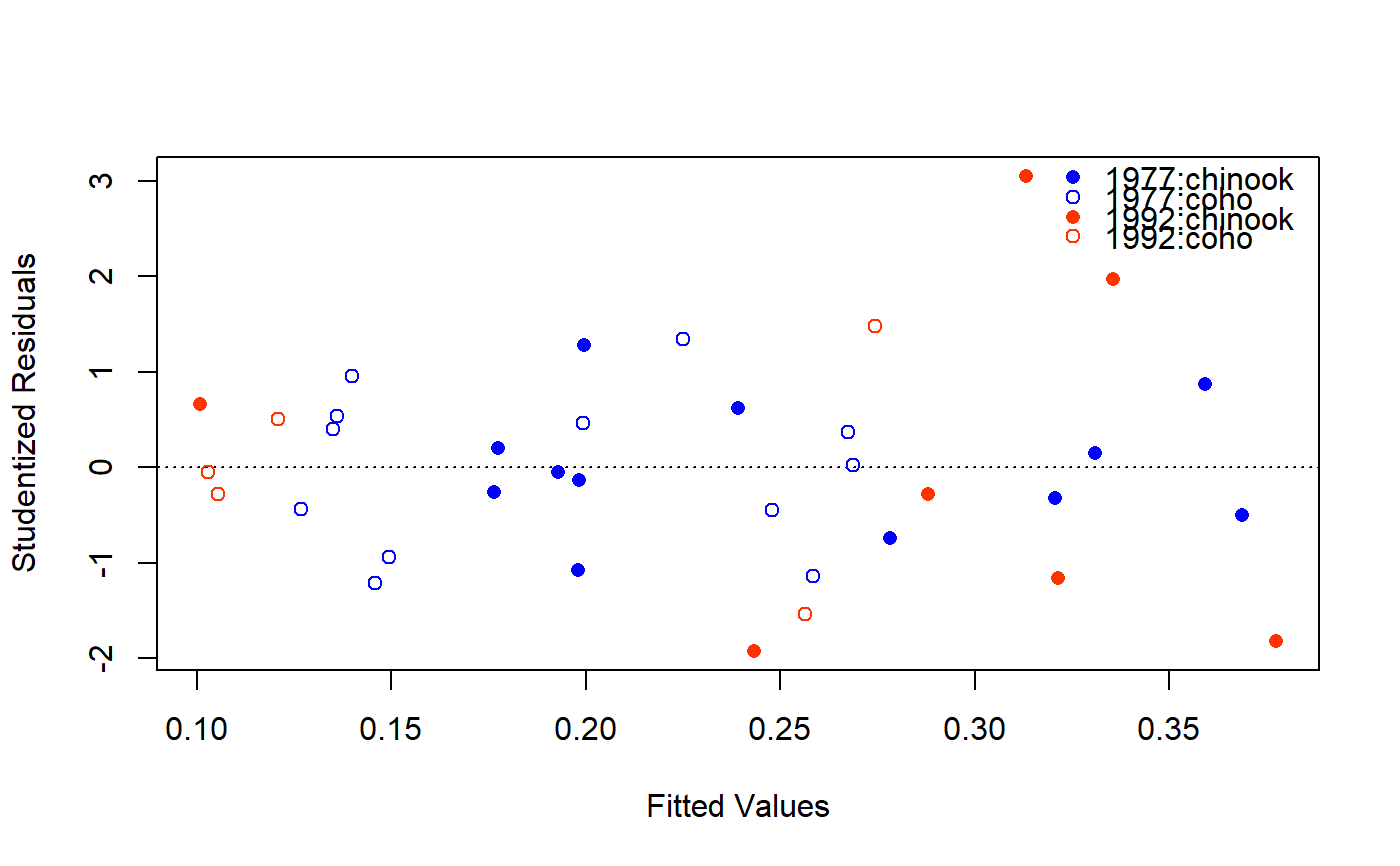 3
1977:chinook
1977:coho
1992:chinook
1992:coho
2
1
0
-1
-2
Studentized Residuals
0.10 0.15 0.20 0.25 0.30 0.35
Fitted Values